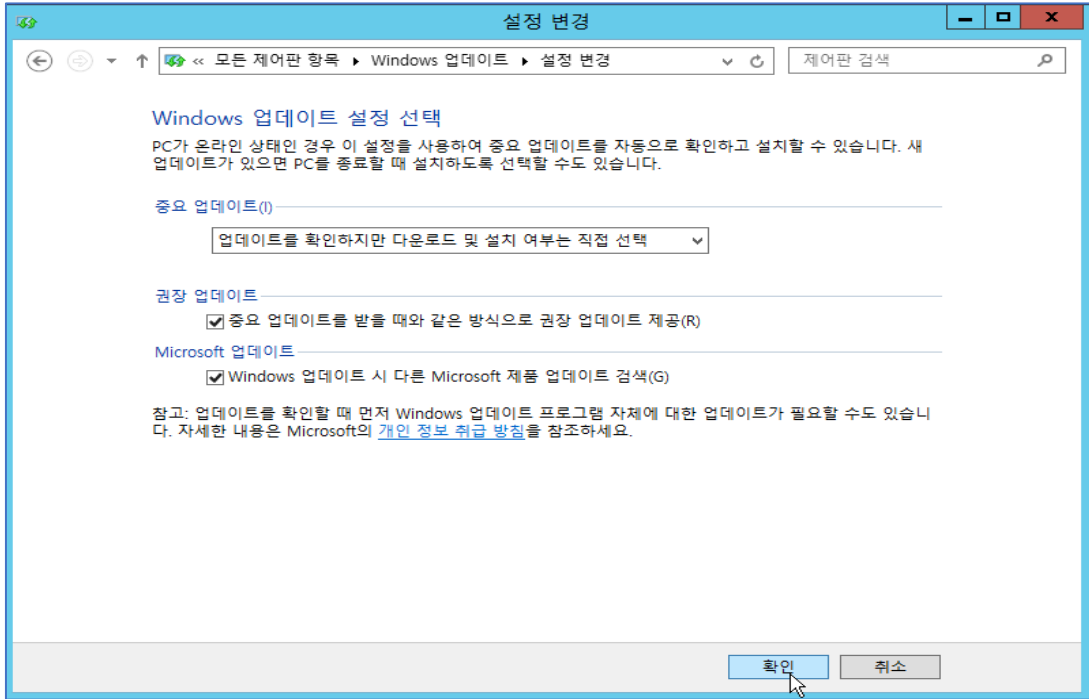 설정 변경
« 모든 제어판 항목 ▸ Windows 업데이트 ▸ 설정 변경
제어판 검색
Windows 업데이트 설정 선택
PC가 온라인 상태인 경우 이 설정을 사용하여 중요 업데이트를 자동으로 확인하고 설치할 수 있습니다. 새
업데이트가 있으면 PC를 종료할 때 설치하도록 선택할 수도 있습니다.
중요 업데이트(I)
업데이트를 확인하지만 다운로드 및 설치 여부는 직접 선택
권장 업데이트
중요 업데이트를 받을 때와 같은 방식으로 권장 업데이트 제공(R)
Microsoft 업데이트
Windows 업데이트 시 다른 Microsoft 제품 업데이트 검색(G)
참고: 업데이트를 확인할 때 먼저 Windows 업데이트 프로그램 자체에 대한 업데이트가 필요할 수도 있습니
다. 자세한 내용은 Microsoft의 개인 정보 취급 방침을 참조하세요.
확인
취소